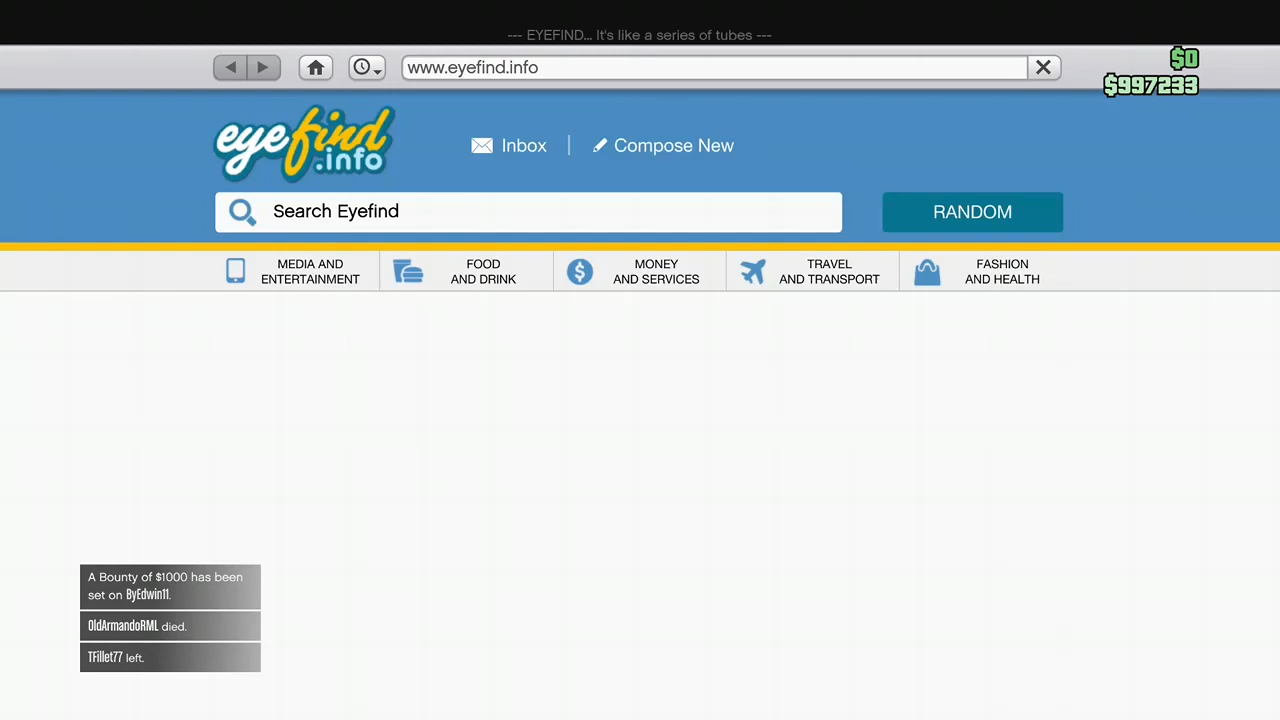 --- EYEFIND... It's like a series of tubes ---
www.eyefind.info
$0
$997233
eyefind
.info
Inbox
Compose New
Search Eyefind
RANDOM
MEDIA AND
ENTERTAINMENT
FOOD
AND DRINK
MONEY
AND SERVICES
TRAVEL
AND TRANSPORT
FASHION
AND HEALTH
A Bounty of $1000 has been
set on ByEdwin11.
OldArmandoRML died.
TFillet77 left.